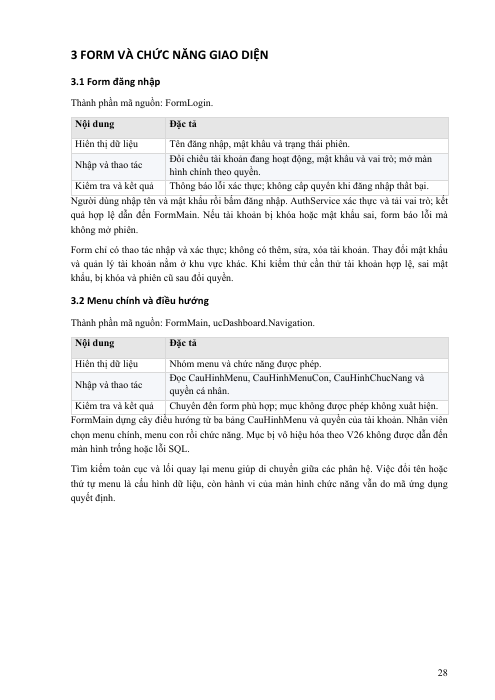 3 FORM VÀ CHỨC NĂNG GIAO DIỆN
3.1 Form đăng nhập
Thành phần mã nguồn: FormLogin.
Nội dung Đặc tả
Hiển thị dữ liệu Tên đăng nhập, mật khẩu và trạng thái phiên.
Nhập và thao tác Đối chiếu tài khoản đang hoạt động, mật khẩu và vai trò; mở màn
hình chính theo quyền.
Kiểm tra và kết quả Thông báo lỗi xác thực; không cấp quyền khi đăng nhập thất bại.
Người dùng nhập tên và mật khẩu rồi bấm đăng nhập. AuthService xác thực và tải vai trò; kết
quả hợp lệ dẫn đến FormMain. Nếu tài khoản bị khóa hoặc mật khẩu sai, form báo lỗi mà
không mở phiên.
Form chỉ có thao tác nhập và xác thực; không có thêm, sửa, xóa tài khoản. Thay đổi mật khẩu
và quản lý tài khoản nằm ở khu vực khác. Khi kiểm thử cần thử tài khoản hợp lệ, sai mật
khẩu, bị khóa và phiên cũ sau đổi quyền.
3.2 Menu chính và điều hướng
Thành phần mã nguồn: FormMain, ucDashboard.Navigation.
Nội dung Đặc tả
Hiển thị dữ liệu Nhóm menu và chức năng được phép.
Nhập và thao tác Đọc CauHinhMenu, CauHinhMenuCon, CauHinhChucNang và
quyền cá nhân.
Kiểm tra và kết quả Chuyển đến form phù hợp; mục không được phép không xuất hiện.
FormMain dựng cây điều hướng từ ba bảng CauHinhMenu và quyền của tài khoản. Nhân viên
chọn menu chính, menu con rồi chức năng. Mục bị vô hiệu hóa theo V26 không được dẫn đến
màn hình trống hoặc lỗi SQL.
Tìm kiếm toàn cục và lối quay lại menu giúp di chuyển giữa các phân hệ. Việc đổi tên hoặc
thứ tự menu là cấu hình dữ liệu, còn hành vi của màn hình chức năng vẫn do mã ứng dụng
quyết định.
28